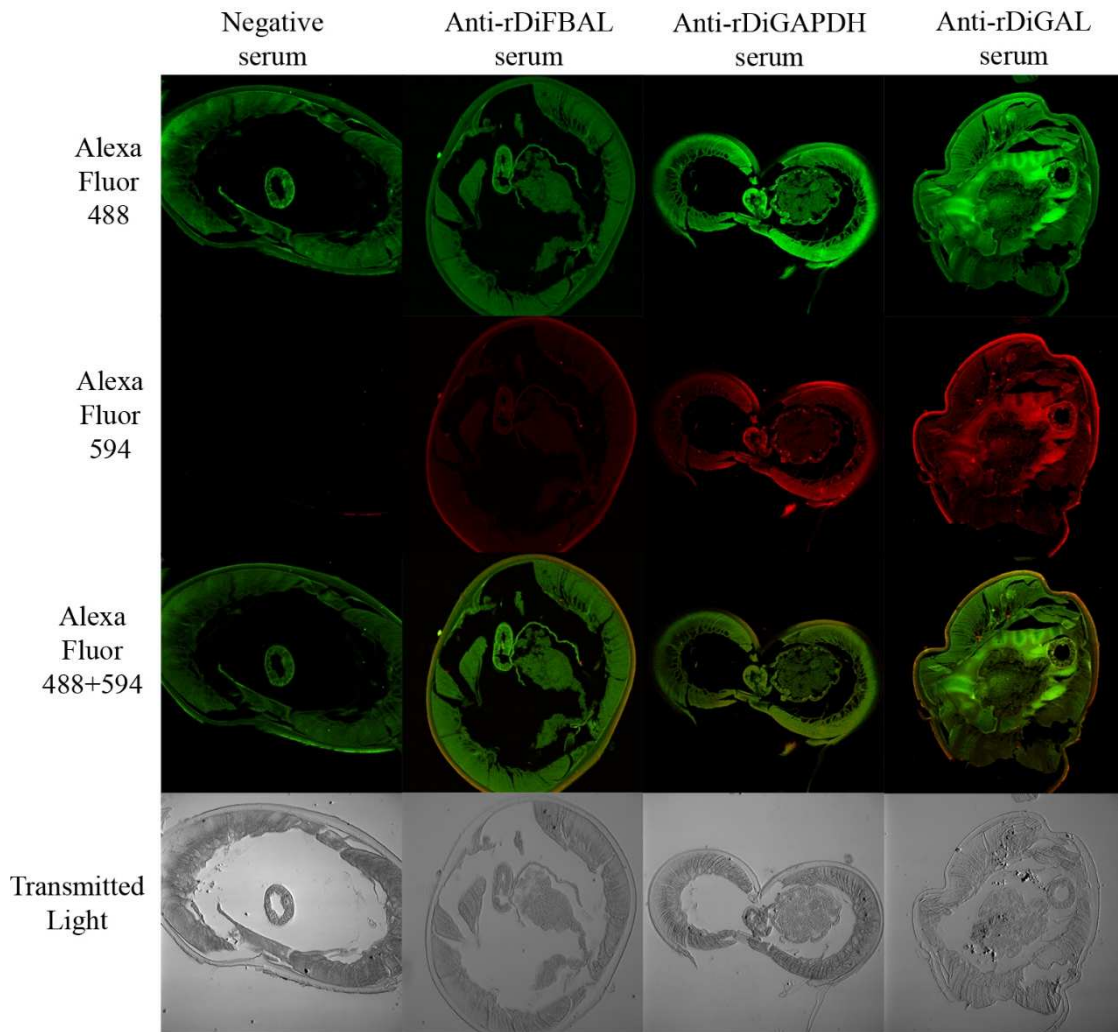 Negative
serum
Anti-rDiFBAL
serum
Anti-rDiGAPDH
serum
Anti-rDiGAL
serum
Alexa
Fluor
488
Alexa
Fluor
594
Alexa
Fluor
488+594
Transmitted
Light